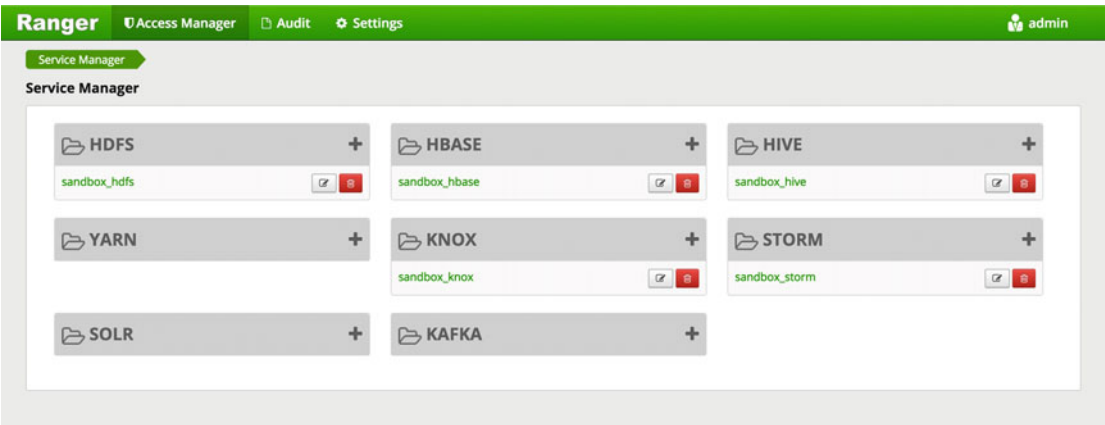 Ranger Access Manager Audit Settings admin
Service Manager
Service Manager
HDFS + HBASE + HIVE +
sandbox_hdfs sandbox_hbase sandbox_hive
YARN + KNOX + STORM +
sandbox_knox sandbox_storm
SOLR + KAFKA +